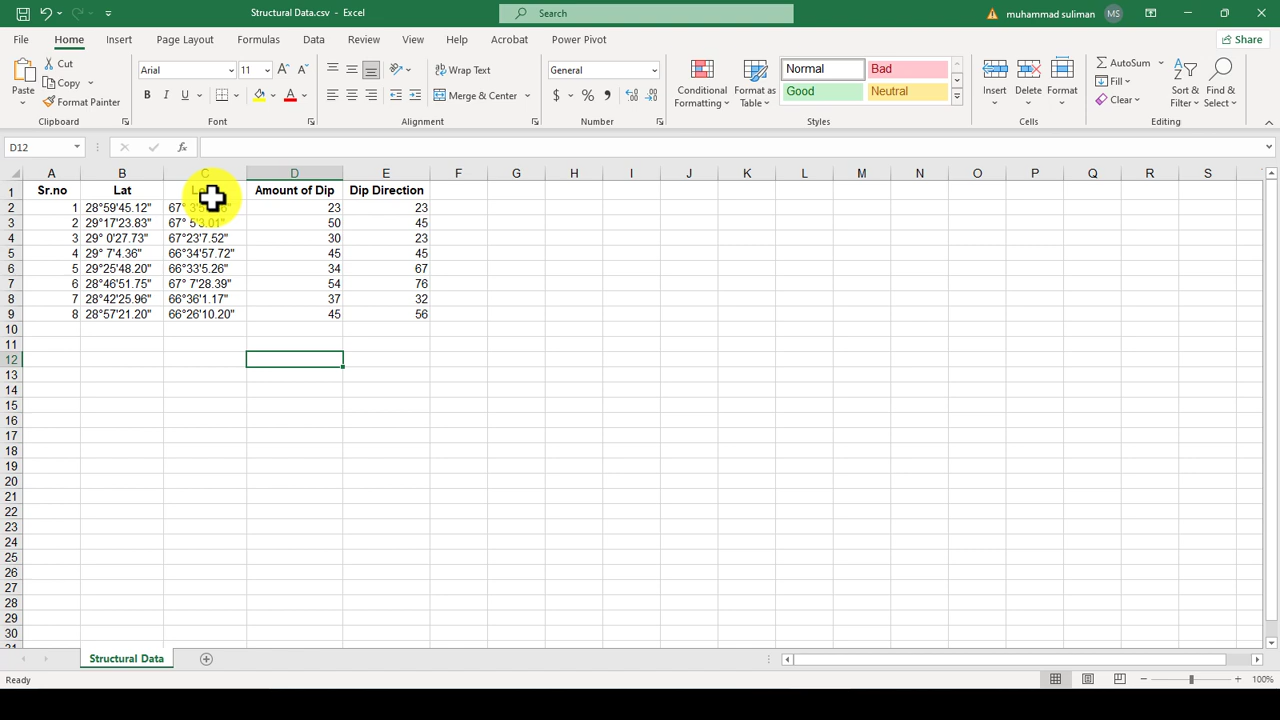 Structural Data.csv - Excel
Search
muhammad suliman MS
File Home Insert Page Layout Formulas Data Review View Help Acrobat Power Pivot Share
Paste Cut Copy Format Painter Clipboard
Arial 11 B I U Font
Wrap Text Merge & Center Alignment
General $ % Number
Conditional Formatting Format as Table Normal Bad Good Neutral Styles
Insert Delete Format Cells
AutoSum Fill Clear Sort & Filter Find & Select Editing
D12 fx
A B C D E F G H I J K L M N O P Q R S
1 Sr.no Lat Amount of Dip Dip Direction
2 1 28°59'45.12" 67° 23 23
3 2 29°17'23.83" 67° 5'3.01" 50 45
4 3 29° 0'27.73" 67°23'7.52" 30 23
5 4 29° 7'4.36" 66°34'57.72" 45 45
6 5 29°25'48.20" 66°33'5.26" 34 67
7 6 28°46'51.75" 67° 7'28.39" 54 76
8 7 28°42'25.96" 66°36'1.17" 37 32
9 8 28°57'21.20" 66°26'10.20" 45 56
10
11
12
13
14
15
16
17
18
19
20
21
22
23
24
25
26
27
28
29
30
Structural Data
Ready 100%